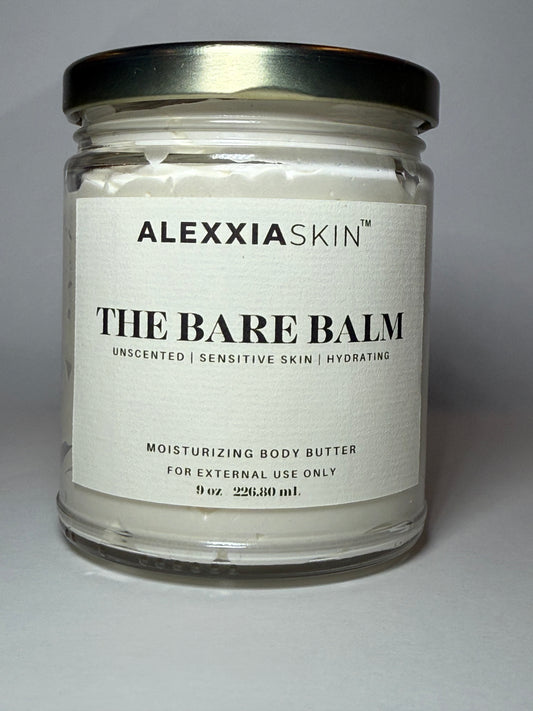 ALEXXIASKIN™
THE BARE BALM
UNSCENTED | SENSITIVE SKIN | HYDRATING
MOISTURIZING BODY BUTTER
FOR EXTERNAL USE ONLY
9 oz 226.80 mL